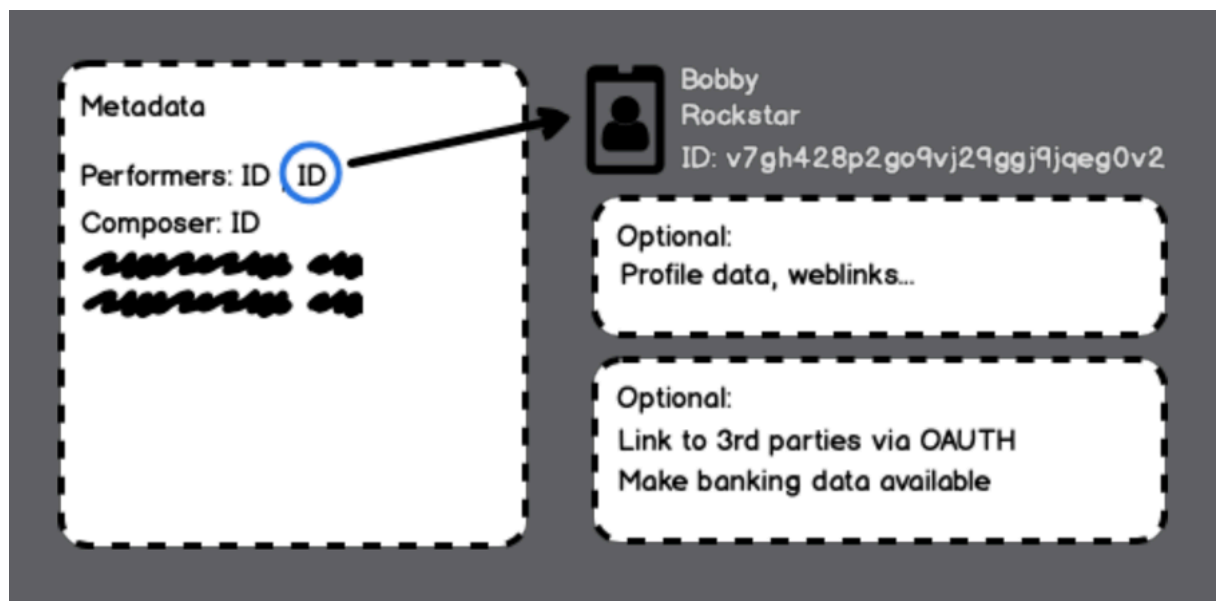 Metadata
Performers: ID, ID
Composer: ID
Bobby
Rockstar
ID: v7gh428p2go9vj29ggj9jqeg0v2
Optional:
Profile data, weblinks...
Optional:
Link to 3rd parties via OAUTH
Make banking data available